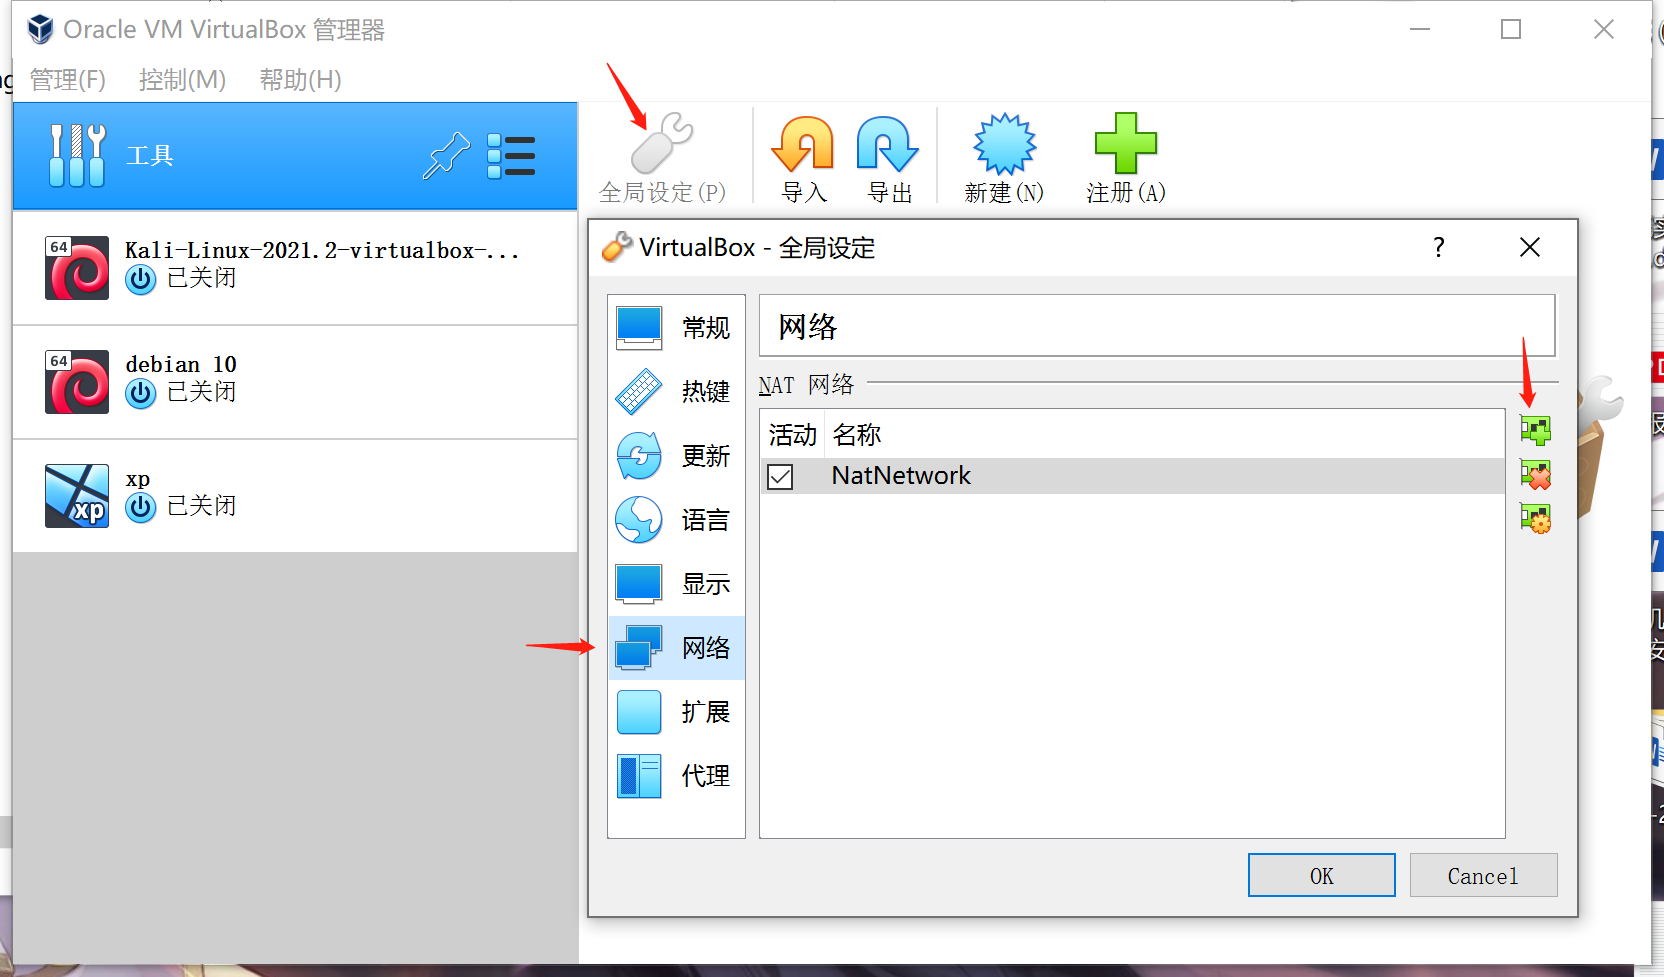 Oracle VM VirtualBox 管理器
管理(F) 控制(M) 帮助(H)
工具
全局设定(P) 导入 导出 新建(N) 注册(A)
64
Kali-Linux-2021.2-virtualbox-...
已关闭
64
debian 10
已关闭
xp
xp
已关闭
VirtualBox - 全局设定
?
常规
热键
更新
语言
显示
网络
扩展
代理
网络
NAT 网络
活动 名称
NatNetwork
OK Cancel